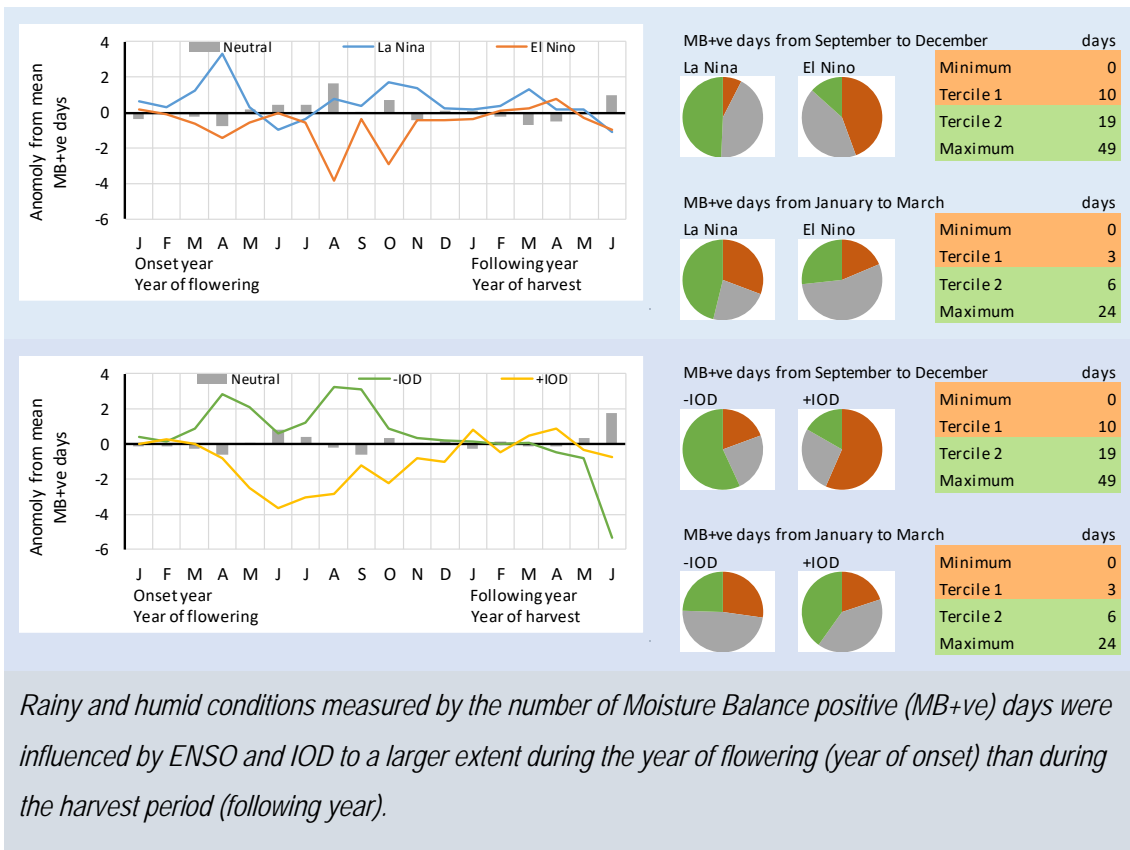 Neutral La Nina El Nino
4
2
0
-2
-4
-6
Anomoly from mean
MB+ve days
J F M A M J J A S O N D J F M A M J
Onset year Following year
Year of flowering Year of harvest
MB+ve days from September to December days
La Nina El Nino
Minimum 0
Tercile 1 10
Tercile 2 19
Maximum 49
MB+ve days from January to March days
La Nina El Nino
Minimum 0
Tercile 1 3
Tercile 2 6
Maximum 24
Neutral -IOD +IOD
4
2
0
-2
-4
-6
Anomoly from mean
MB+ve days
J F M A M J J A S O N D J F M A M J
Onset year Following year
Year of flowering Year of harvest
MB+ve days from September to December days
-IOD +IOD
Minimum 0
Tercile 1 10
Tercile 2 19
Maximum 49
MB+ve days from January to March days
-IOD +IOD
Minimum 0
Tercile 1 3
Tercile 2 6
Maximum 24
Rainy and humid conditions measured by the number of Moisture Balance positive (MB+ve) days were
influenced by ENSO and IOD to a larger extent during the year of flowering (year of onset) than during
the harvest period (following year).